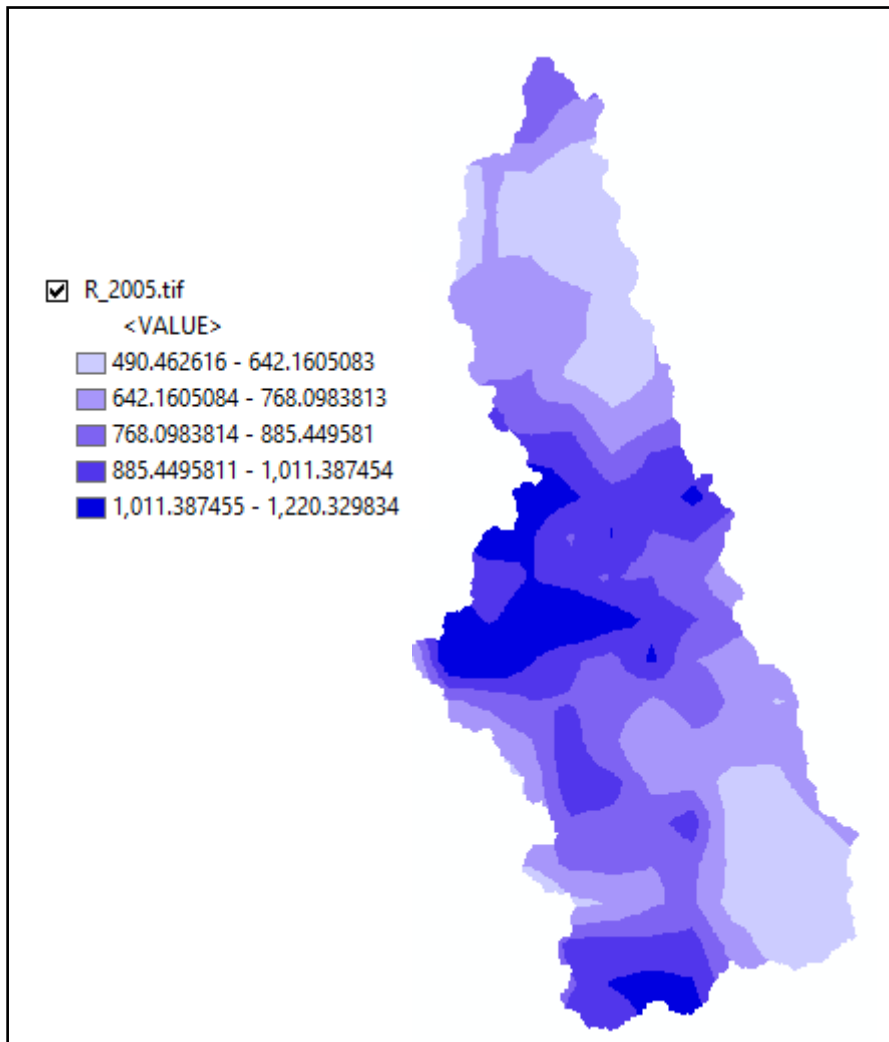 R_2005.tif
<VALUE>
490.462616 - 642.1605083
642.1605084 - 768.0983813
768.0983814 - 885.449581
885.4495811 - 1,011.387454
1,011.387455 - 1,220.329834